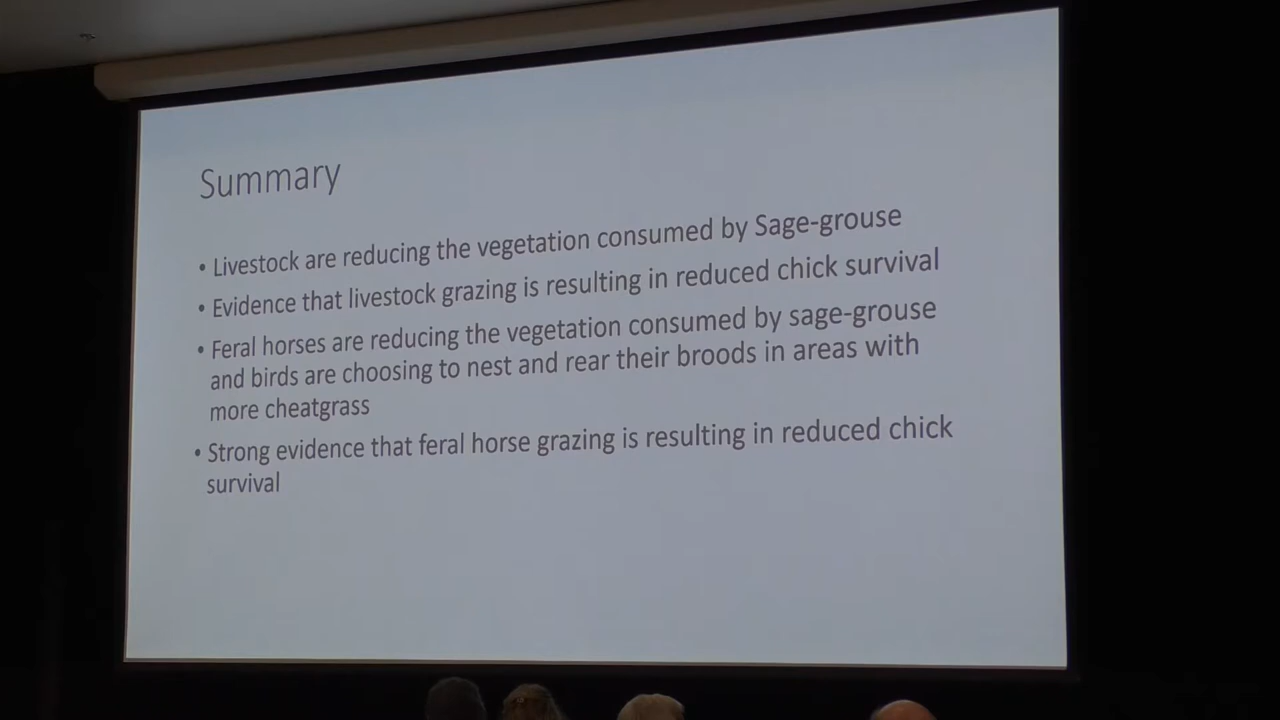 Summary
• Livestock are reducing the vegetation consumed by Sage-grouse
• Evidence that livestock grazing is resulting in reduced chick survival
• Feral horses are reducing the vegetation consumed by sage-grouse
and birds are choosing to nest and rear their broods in areas with
more cheatgrass
• Strong evidence that feral horse grazing is resulting in reduced chick
survival